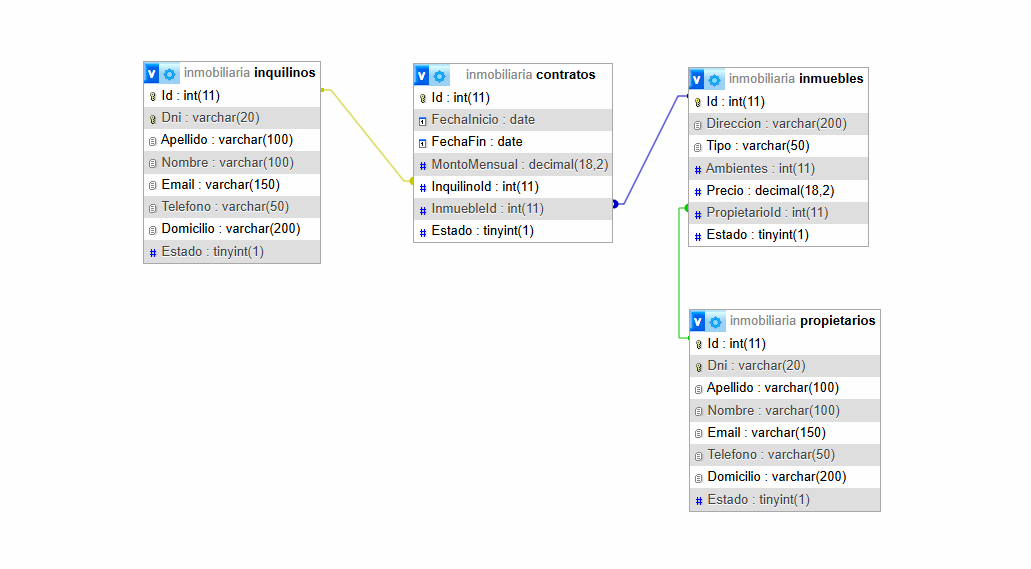 inmobiliaria inquilinos
Id : int(11)
Dni : varchar(20)
Apellido : varchar(100)
Nombre : varchar(100)
Email : varchar(150)
Telefono : varchar(50)
Domicilio : varchar(200)
Estado : tinyint(1)
inmobiliaria contratos
Id : int(11)
FechaInicio : date
FechaFin : date
MontoMensual : decimal(18,2)
InquilinoId : int(11)
InmuebleId : int(11)
Estado : tinyint(1)
inmobiliaria inmuebles
Id : int(11)
Direccion : varchar(200)
Tipo : varchar(50)
Ambientes : int(11)
Precio : decimal(18,2)
PropietarioId : int(11)
Estado : tinyint(1)
inmobiliaria propietarios
Id : int(11)
Dni : varchar(20)
Apellido : varchar(100)
Nombre : varchar(100)
Email : varchar(150)
Telefono : varchar(50)
Domicilio : varchar(200)
Estado : tinyint(1)